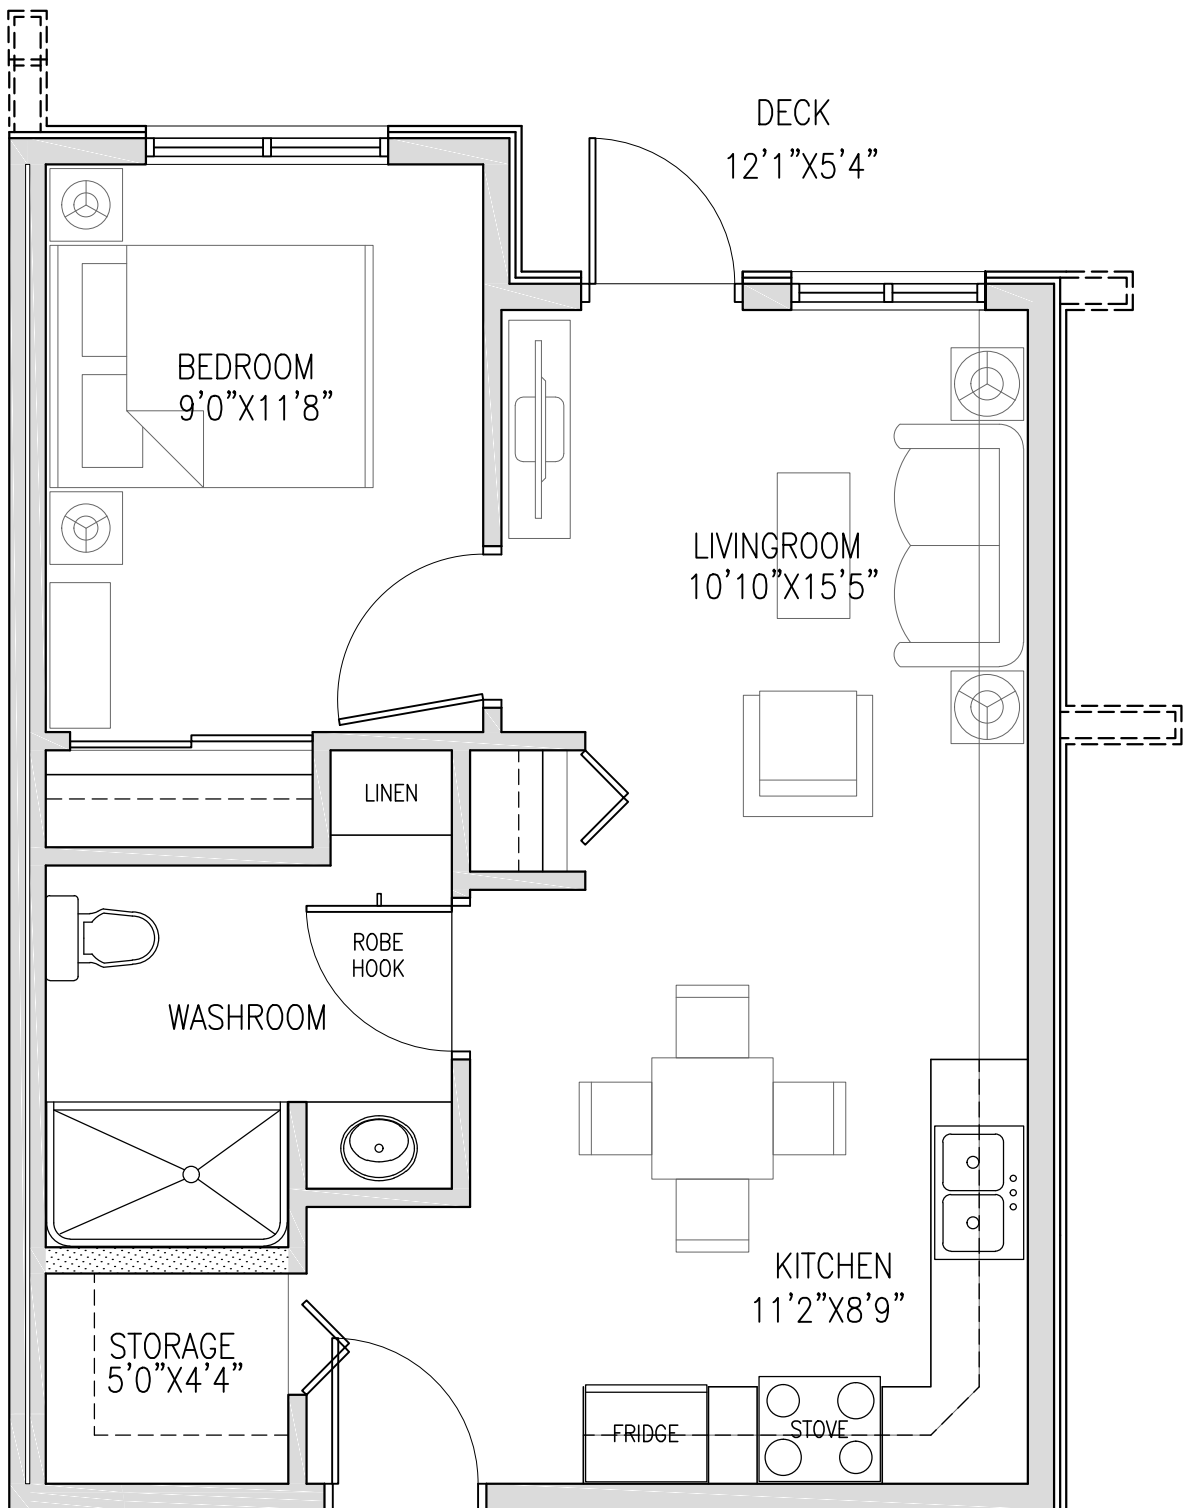 DECK
12'1"X5'4"
BEDROOM
9'0"X11'8"
LIVINGROOM
10'10"X15'5"
LINEN
ROBE
HOOK
WASHROOM
KITCHEN
11'2"X8'9"
STORAGE
5'0"X4'4"
FRIDGE
STOVE